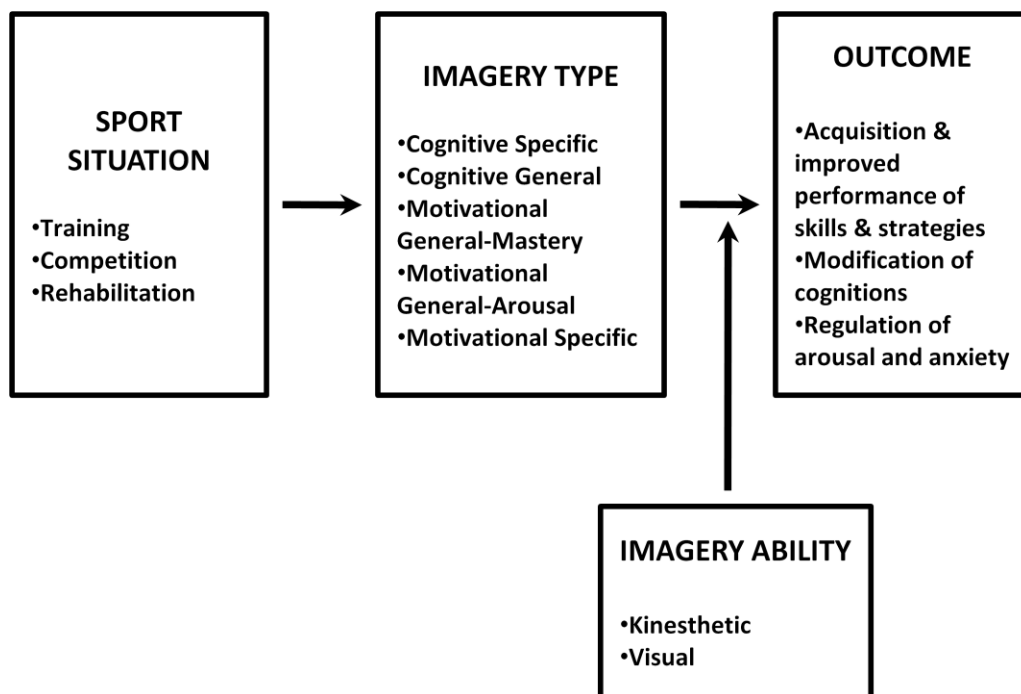 SPORT
SITUATION
•Training
•Competition
•Rehabilitation
IMAGERY TYPE
•Cognitive Specific
•Cognitive General
•Motivational
General-Mastery
•Motivational
General-Arousal
•Motivational Specific
OUTCOME
•Acquisition &
improved
performance of
skills & strategies
•Modification of
cognitions
•Regulation of
arousal and anxiety
IMAGERY ABILITY
•Kinesthetic
•Visual